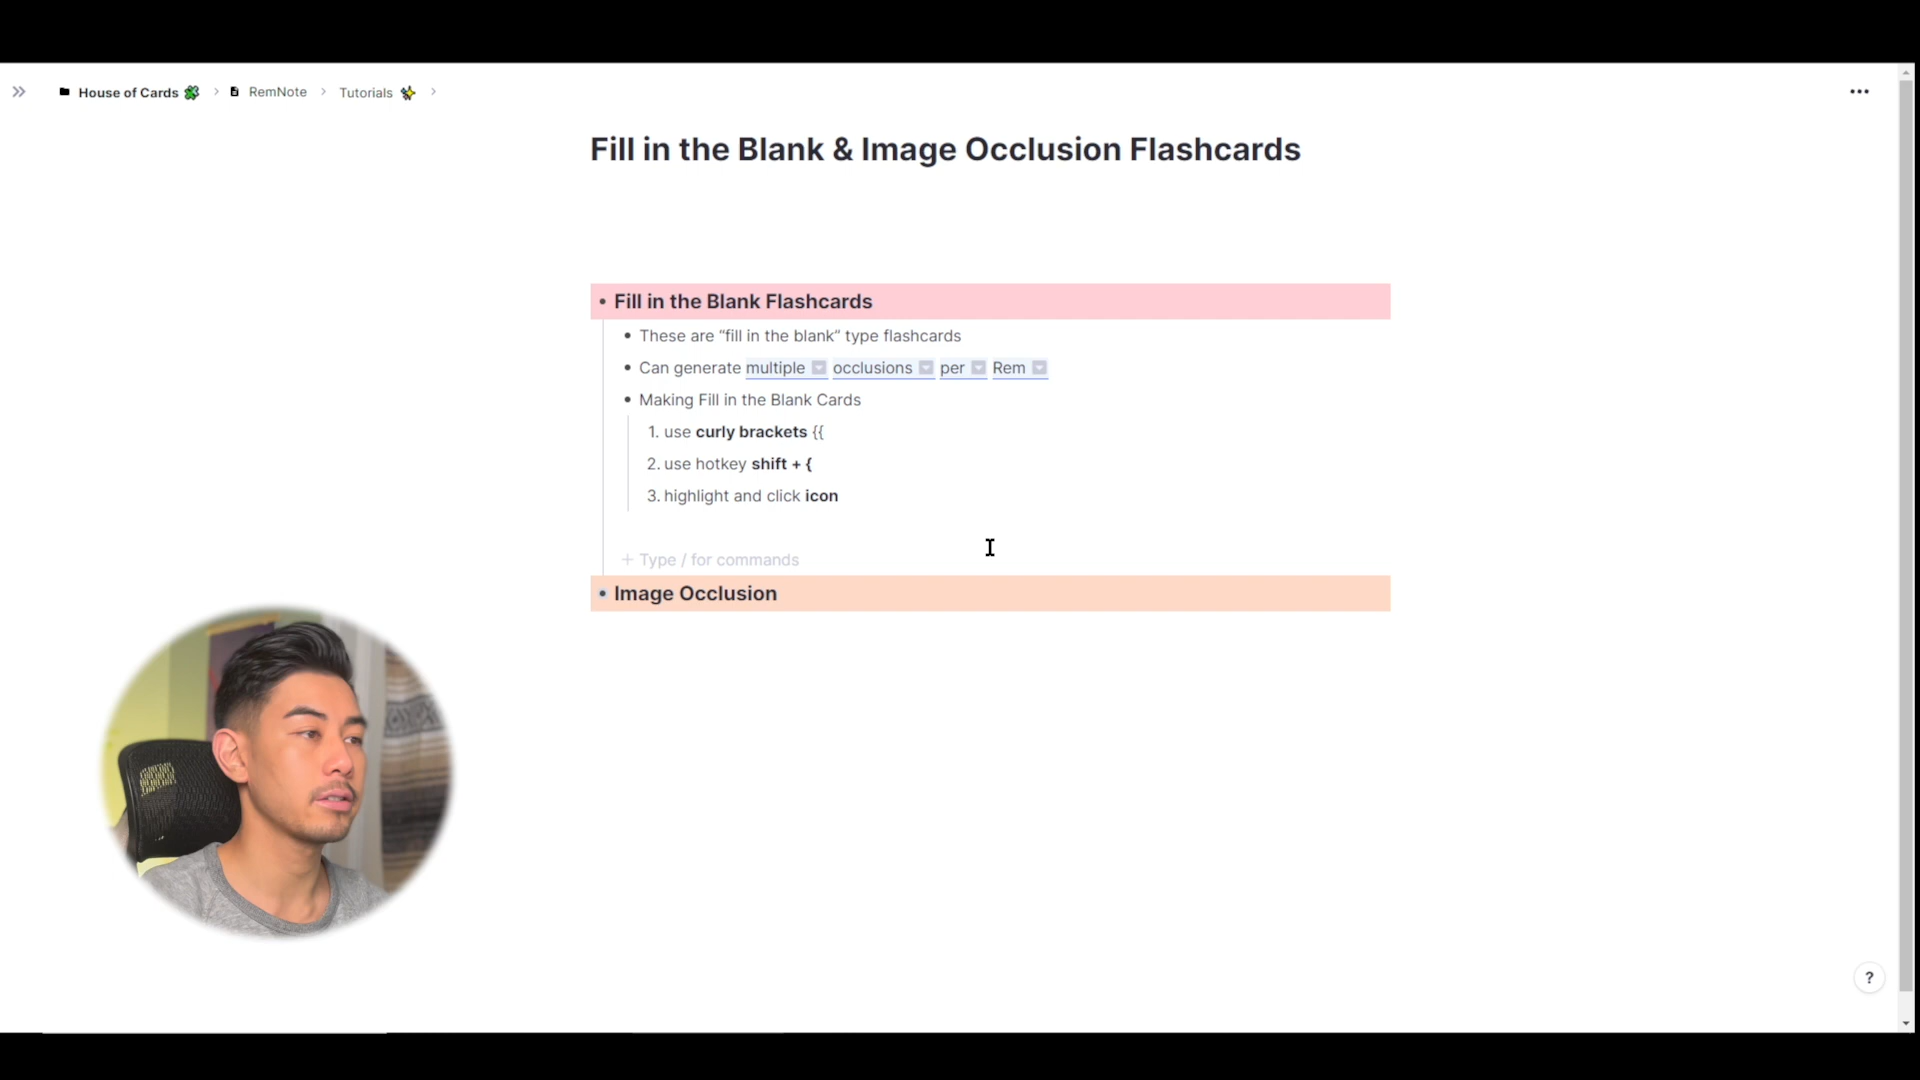 House of Cards > RemNote > Tutorials >
Fill in the Blank & Image Occlusion Flashcards
• Fill in the Blank Flashcards
• These are “fill in the blank” type flashcards
• Can generate multiple occlusions per Rem
• Making Fill in the Blank Cards
1. use curly brackets {{
2. use hotkey shift + {
3. highlight and click icon
+ Type / for commands
• Image Occlusion
?